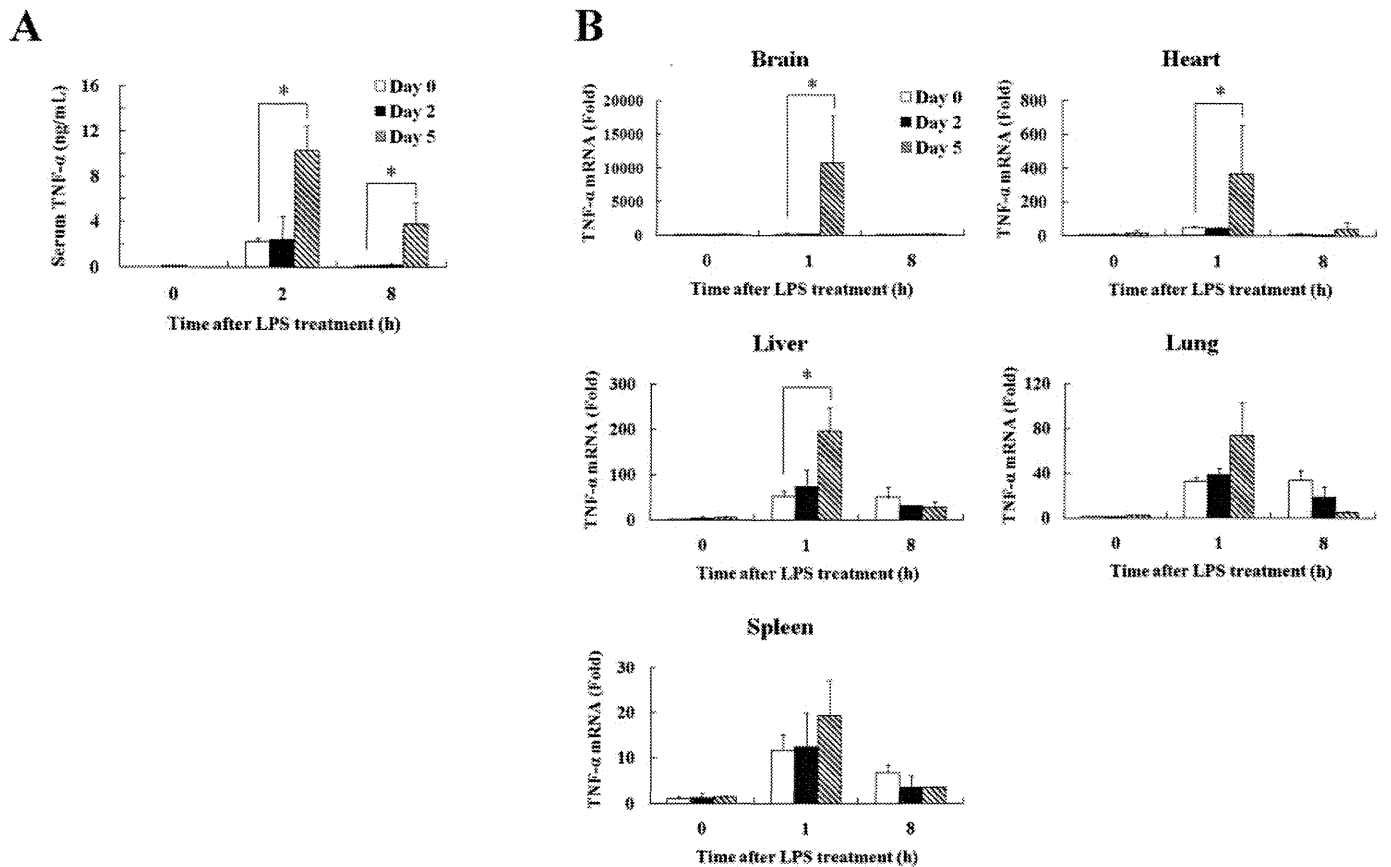 A
Serum TNF-α (ng/mL)
16
12
8
4
0
Day 0
Day 2
Day 5
*
*
0 2 8
Time after LPS treatment (h)
B
Brain
TNF-α mRNA (Fold)
20000
15000
10000
5000
0
Day 0
Day 2
Day 5
*
0 1 8
Time after LPS treatment (h)
Heart
TNF-α mRNA (Fold)
800
600
400
200
0
*
0 1 8
Time after LPS treatment (h)
Liver
TNF-α mRNA (Fold)
300
200
100
0
*
0 1 8
Time after LPS treatment (h)
Lung
TNF-α mRNA (Fold)
120
80
40
0
0 1 8
Time after LPS treatment (h)
Spleen
TNF-α mRNA (Fold)
30
20
10
0
0 1 8
Time after LPS treatment (h)